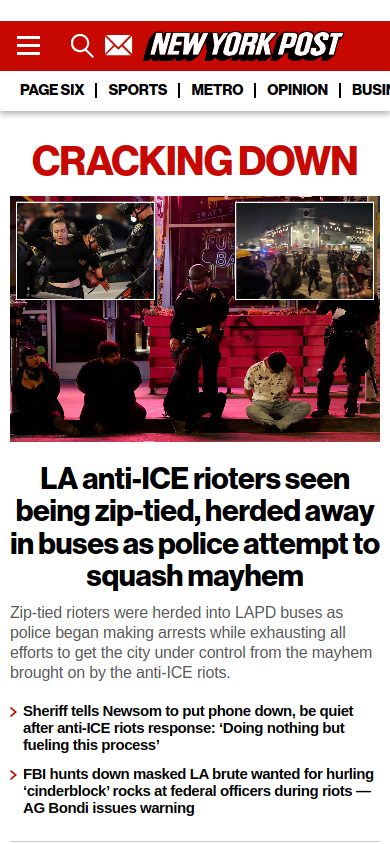 NEW YORK POST
PAGE SIX | SPORTS | METRO | OPINION | BUSIN
CRACKING DOWN
CRAFT
LA anti-ICE rioters seen
being zip-tied, herded away
in buses as police attempt to
squash mayhem
Zip-tied rioters were herded into LAPD buses as
police began making arrests while exhausting all
efforts to get the city under control from the mayhem
brought on by the anti-ICE riots.
Sheriff tells Newsom to put phone down, be quiet
after anti-ICE riots response: ‘Doing nothing but
fueling this process’
FBI hunts down masked LA brute wanted for hurling
‘cinderblock’ rocks at federal officers during riots —
AG Bondi issues warning